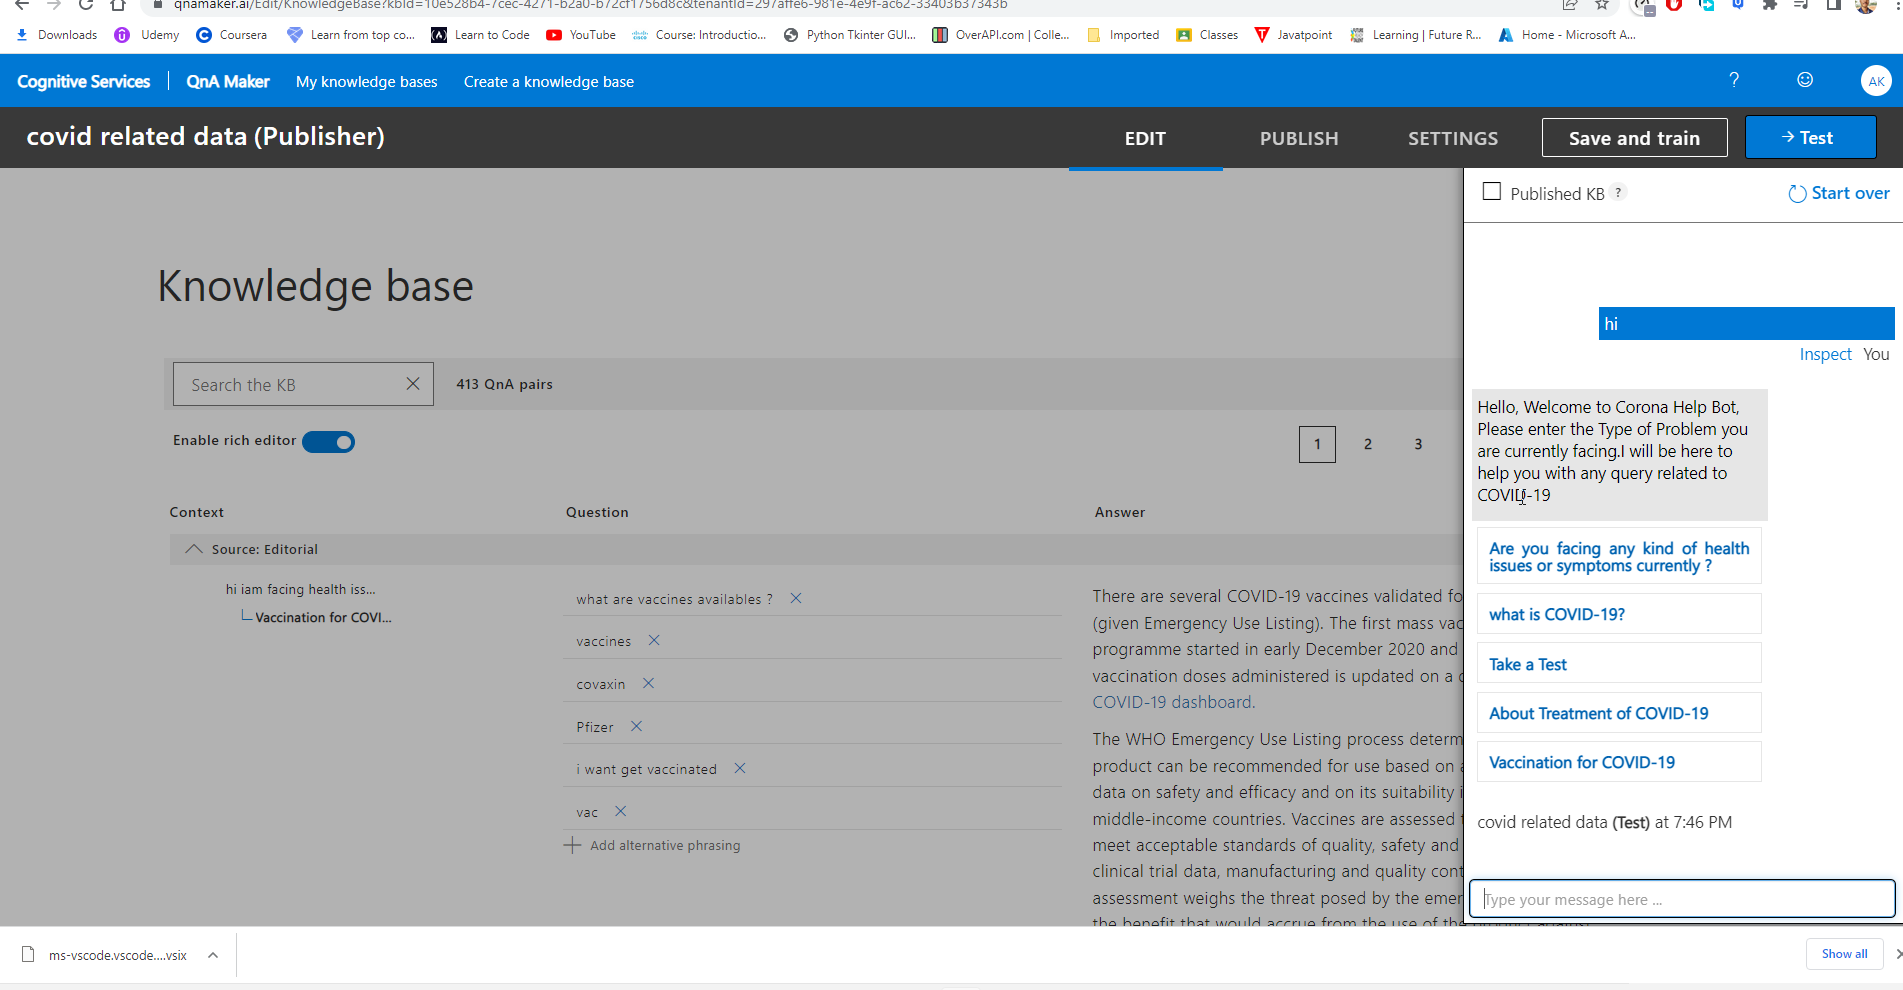 qnamaker.ai/Edit/KnowledgeBase?kbId=10e528b4-7cec-4271-b2a0-b72cf1756d8c&tenantId=297affe6-981e-4e9f-ac62-33403b37343b
Downloads Udemy Coursera Learn from top co... Learn to Code YouTube Course: Introductio... Python Tkinter GUI... OverAPI.com | Colle... Imported Classes Javatpoint Learning | Future R... Home - Microsoft A...
Cognitive Services QnA Maker My knowledge bases Create a knowledge base ? AK
covid related data (Publisher) EDIT PUBLISH SETTINGS Save and train → Test
Published KB ? Start over
Knowledge base
hi
Inspect You
Search the KB 413 QnA pairs
Enable rich editor 1 2 3
Hello, Welcome to Corona Help Bot,
Please enter the Type of Problem you
are currently facing.I will be here to
help you with any query related to
COVID-19
Context Question Answer
Source: Editorial
hi iam facing health iss...
Vaccination for COVI...
what are vaccines availables ?
vaccines
covaxin
Pfizer
i want get vaccinated
vac
Add alternative phrasing
There are several COVID-19 vaccines validated fo
(given Emergency Use Listing). The first mass vac
programme started in early December 2020 and
vaccination doses administered is updated on a
COVID-19 dashboard.
The WHO Emergency Use Listing process determ
product can be recommended for use based on
data on safety and efficacy and on its suitability i
middle-income countries. Vaccines are assessed
meet acceptable standards of quality, safety and
clinical trial data, manufacturing and quality cont
assessment weighs the threat posed by the emer
the benefit that would accrue from the use of the product against
Are you facing any kind of health
issues or symptoms currently ?
what is COVID-19?
Take a Test
About Treatment of COVID-19
Vaccination for COVID-19
covid related data (Test) at 7:46 PM
Type your message here ...
ms-vscode.vscode....vsix Show all